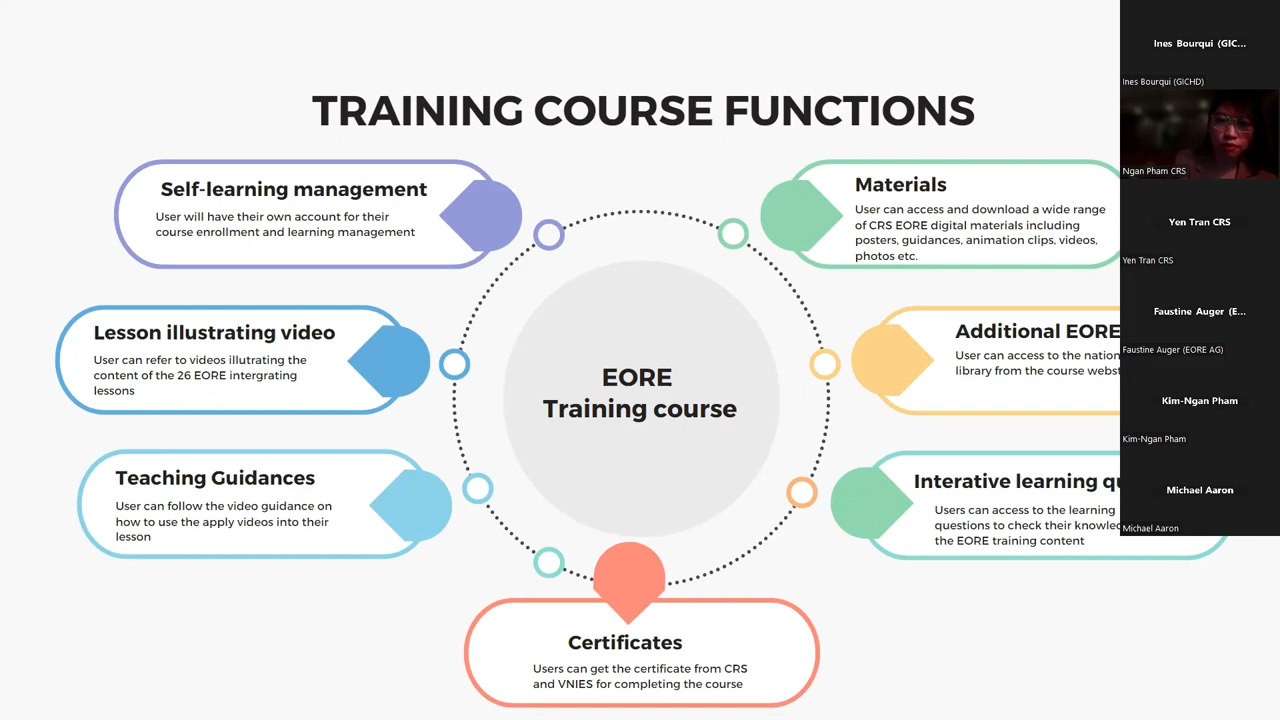 TRAINING COURSE FUNCTIONS
Self-learning management
User will have their own account for their
course enrollment and learning management
Lesson illustrating video
User can refer to videos illutrating the
content of the 26 EORE intergrating
lessons
Teaching Guidances
User can follow the video guidance on
how to use the apply videos into their
lesson
EORE
Training course
Materials
User can access and download a wide range
of CRS EORE digital materials including
posters, guidances, animation clips, videos,
photos etc.
Additional EORE
User can access to the nation
library from the course webs
Interative learning qu
Users can access to the learning
questions to check their knowle
the EORE training content
Certificates
Users can get the certificate from CRS
and VNIES for completing the course
Ines Bourqui (GIC...
Ines Bourqui (GICHD)
Ngan Pham CRS
Yen Tran CRS
Yen Tran CRS
Faustine Auger (E...
Faustine Auger (EORE AG)
Kim-Ngan Pham
Kim-Ngan Pham
Michael Aaron
Michael Aaron